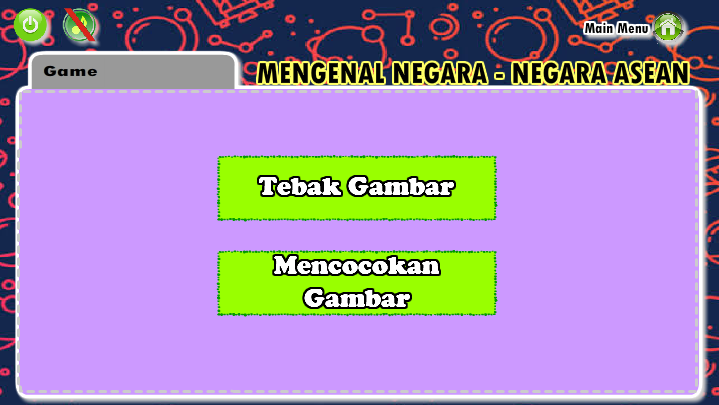 Main Menu
Game
MENGENAL NEGARA - NEGARA ASEAN
Tebak Gambar
Mencocokan
Gambar